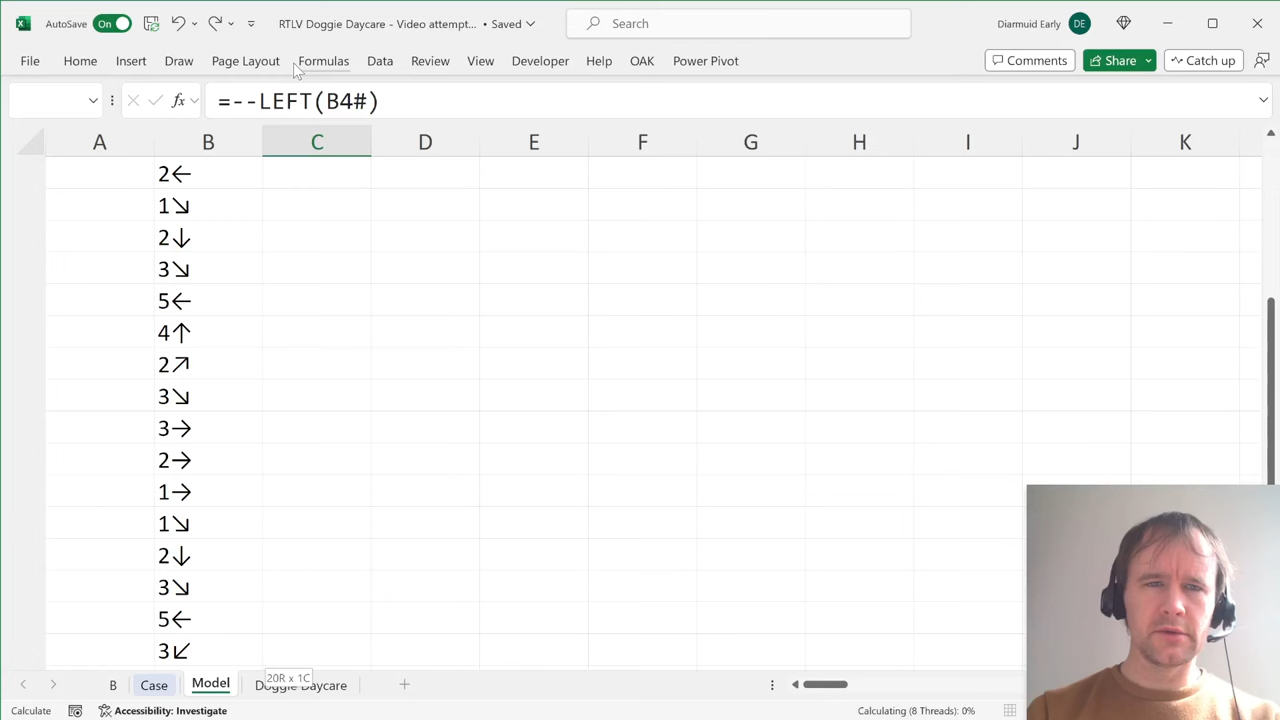 AutoSave On RTLV Doggie Daycare - Video attempt... • Saved Search Diarmuid Early DE
File Home Insert Draw Page Layout Formulas Data Review View Developer Help OAK Power Pivot Comments Share Catch up
fx =--LEFT(B4#)
A B C D E F G H I J K
2←
1↘
2↓
3↘
5←
4↑
2↗
3↘
3→
2→
1→
1↘
2↓
3↘
5←
3↙
20R x 1C
B Case Model Doggie Daycare
Calculate Accessibility: Investigate Calculating (8 Threads): 0%